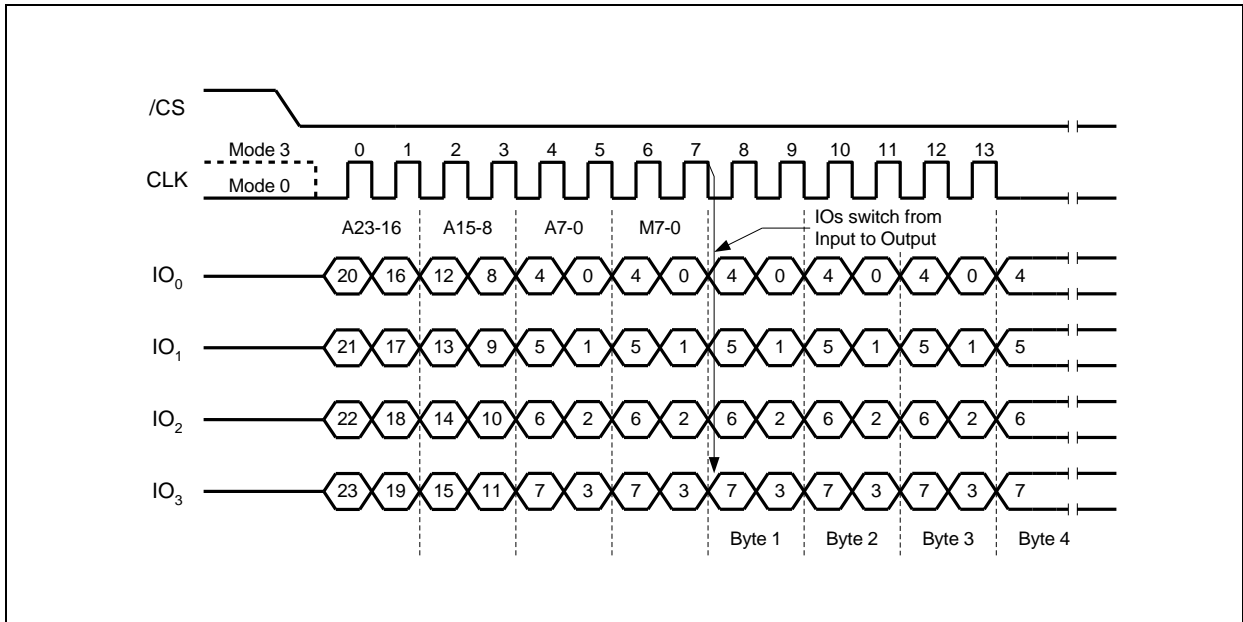 /CS
Mode 3
0 1 2 3 4 5 6 7 8 9 10 11 12 13
CLK
Mode 0
A23-16 A15-8 A7-0 M7-0
IOs switch from
Input to Output
IO0 20 16 12 8 4 0 4 0 4 0 4 0 4 0 4
IO1 21 17 13 9 5 1 5 1 5 1 5 1 5 1 5
IO2 22 18 14 10 6 2 6 2 6 2 6 2 6 2 6
IO3 23 19 15 11 7 3 7 3 7 3 7 3 7 3 7
Byte 1 Byte 2 Byte 3 Byte 4